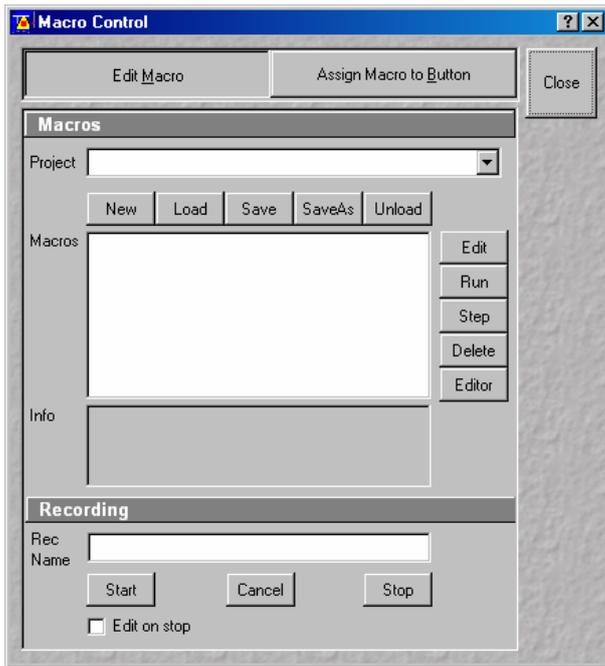 Macro Control
Edit Macro
Assign Macro to Button
Close
Macros
Project
New Load Save SaveAs Unload
Macros
Edit
Run
Step
Delete
Editor
Info
Recording
Rec
Name
Start Cancel Stop
Edit on stop